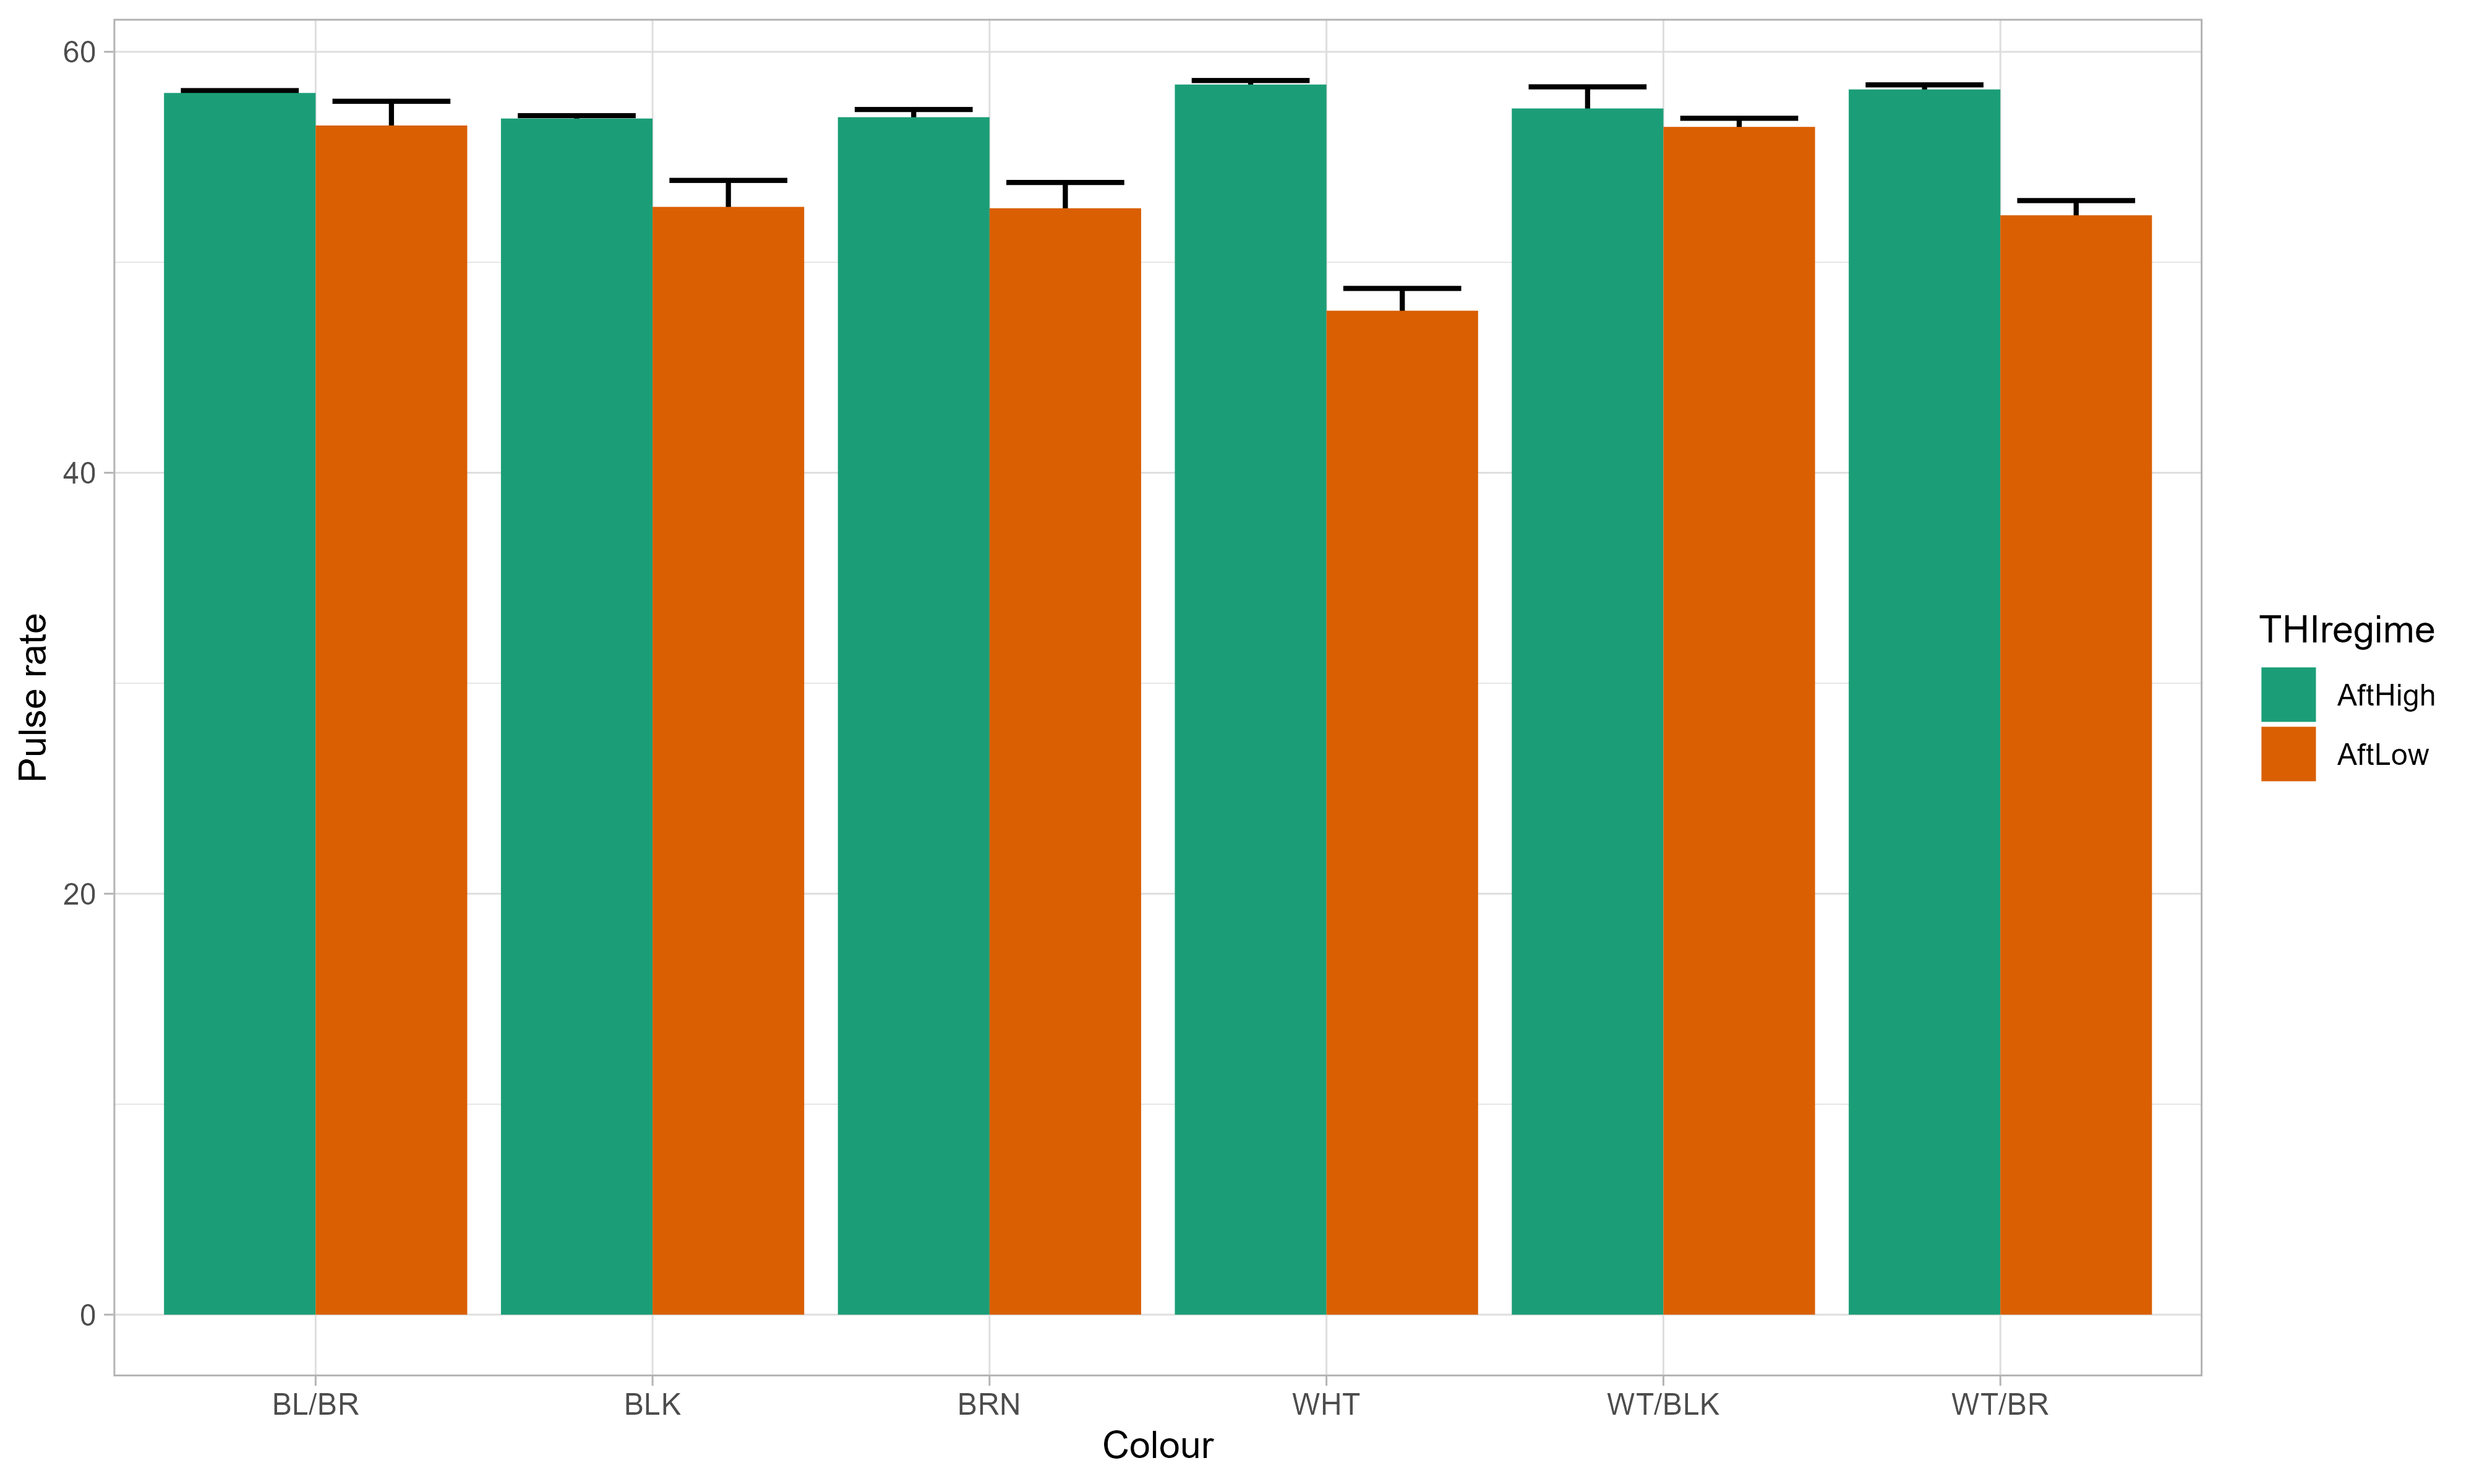 60
40
20
0
Pulse rate
BL/BR BLK BRN WHT WT/BLK WT/BR
Colour
THIregime
AftHigh
AftLow